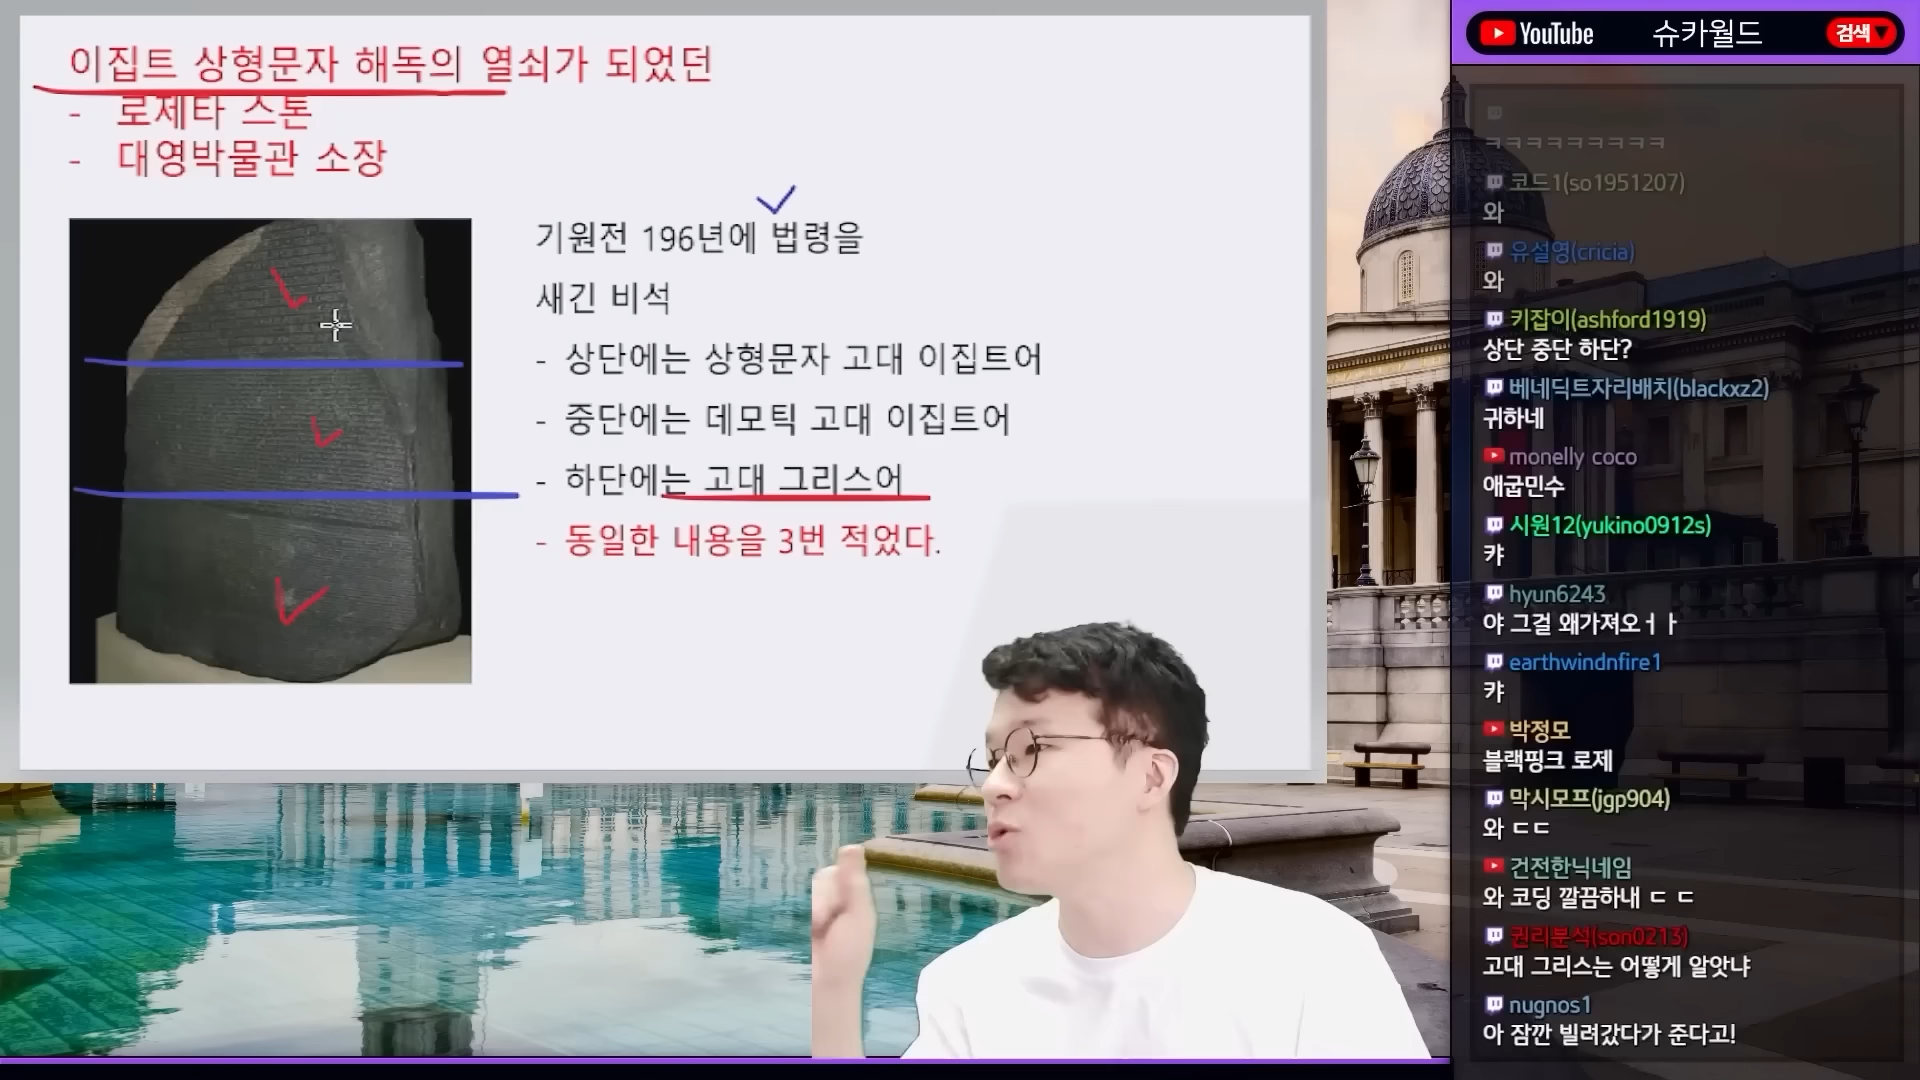 이집트 상형문자 해독의 열쇠가 되었던
- 로제타 스톤
- 대영박물관 소장
기원전 196년에 법령을
새긴 비석
- 상단에는 상형문자 고대 이집트어
- 중단에는 데모틱 고대 이집트어
- 하단에는 고대 그리스어
- 동일한 내용을 3번 적었다.
YouTube 슈카월드 검색
ㅋㅋㅋㅋㅋㅋㅋㅋㅋ
코드1(so1951207)
와
유설영(cricia)
와
키잡이(ashford1919)
상단 중단 하단?
베네딕트자리배치(blackxz2)
귀하네
monelly coco
애굽민수
시원12(yukino0912s)
캬
hyun6243
야 그걸 왜가져오ㅓㅏ
earthwindnfire1
캬
박정모
블랙핑크 로제
막시모프(jgp904)
와 ㄷㄷ
건전한닉네임
와 코딩 깔끔하내 ㄷ ㄷ
권리분석(son0213)
고대 그리스는 어떻게 알앗냐
nugnos1
아 잠깐 빌려갔다가 준다고!